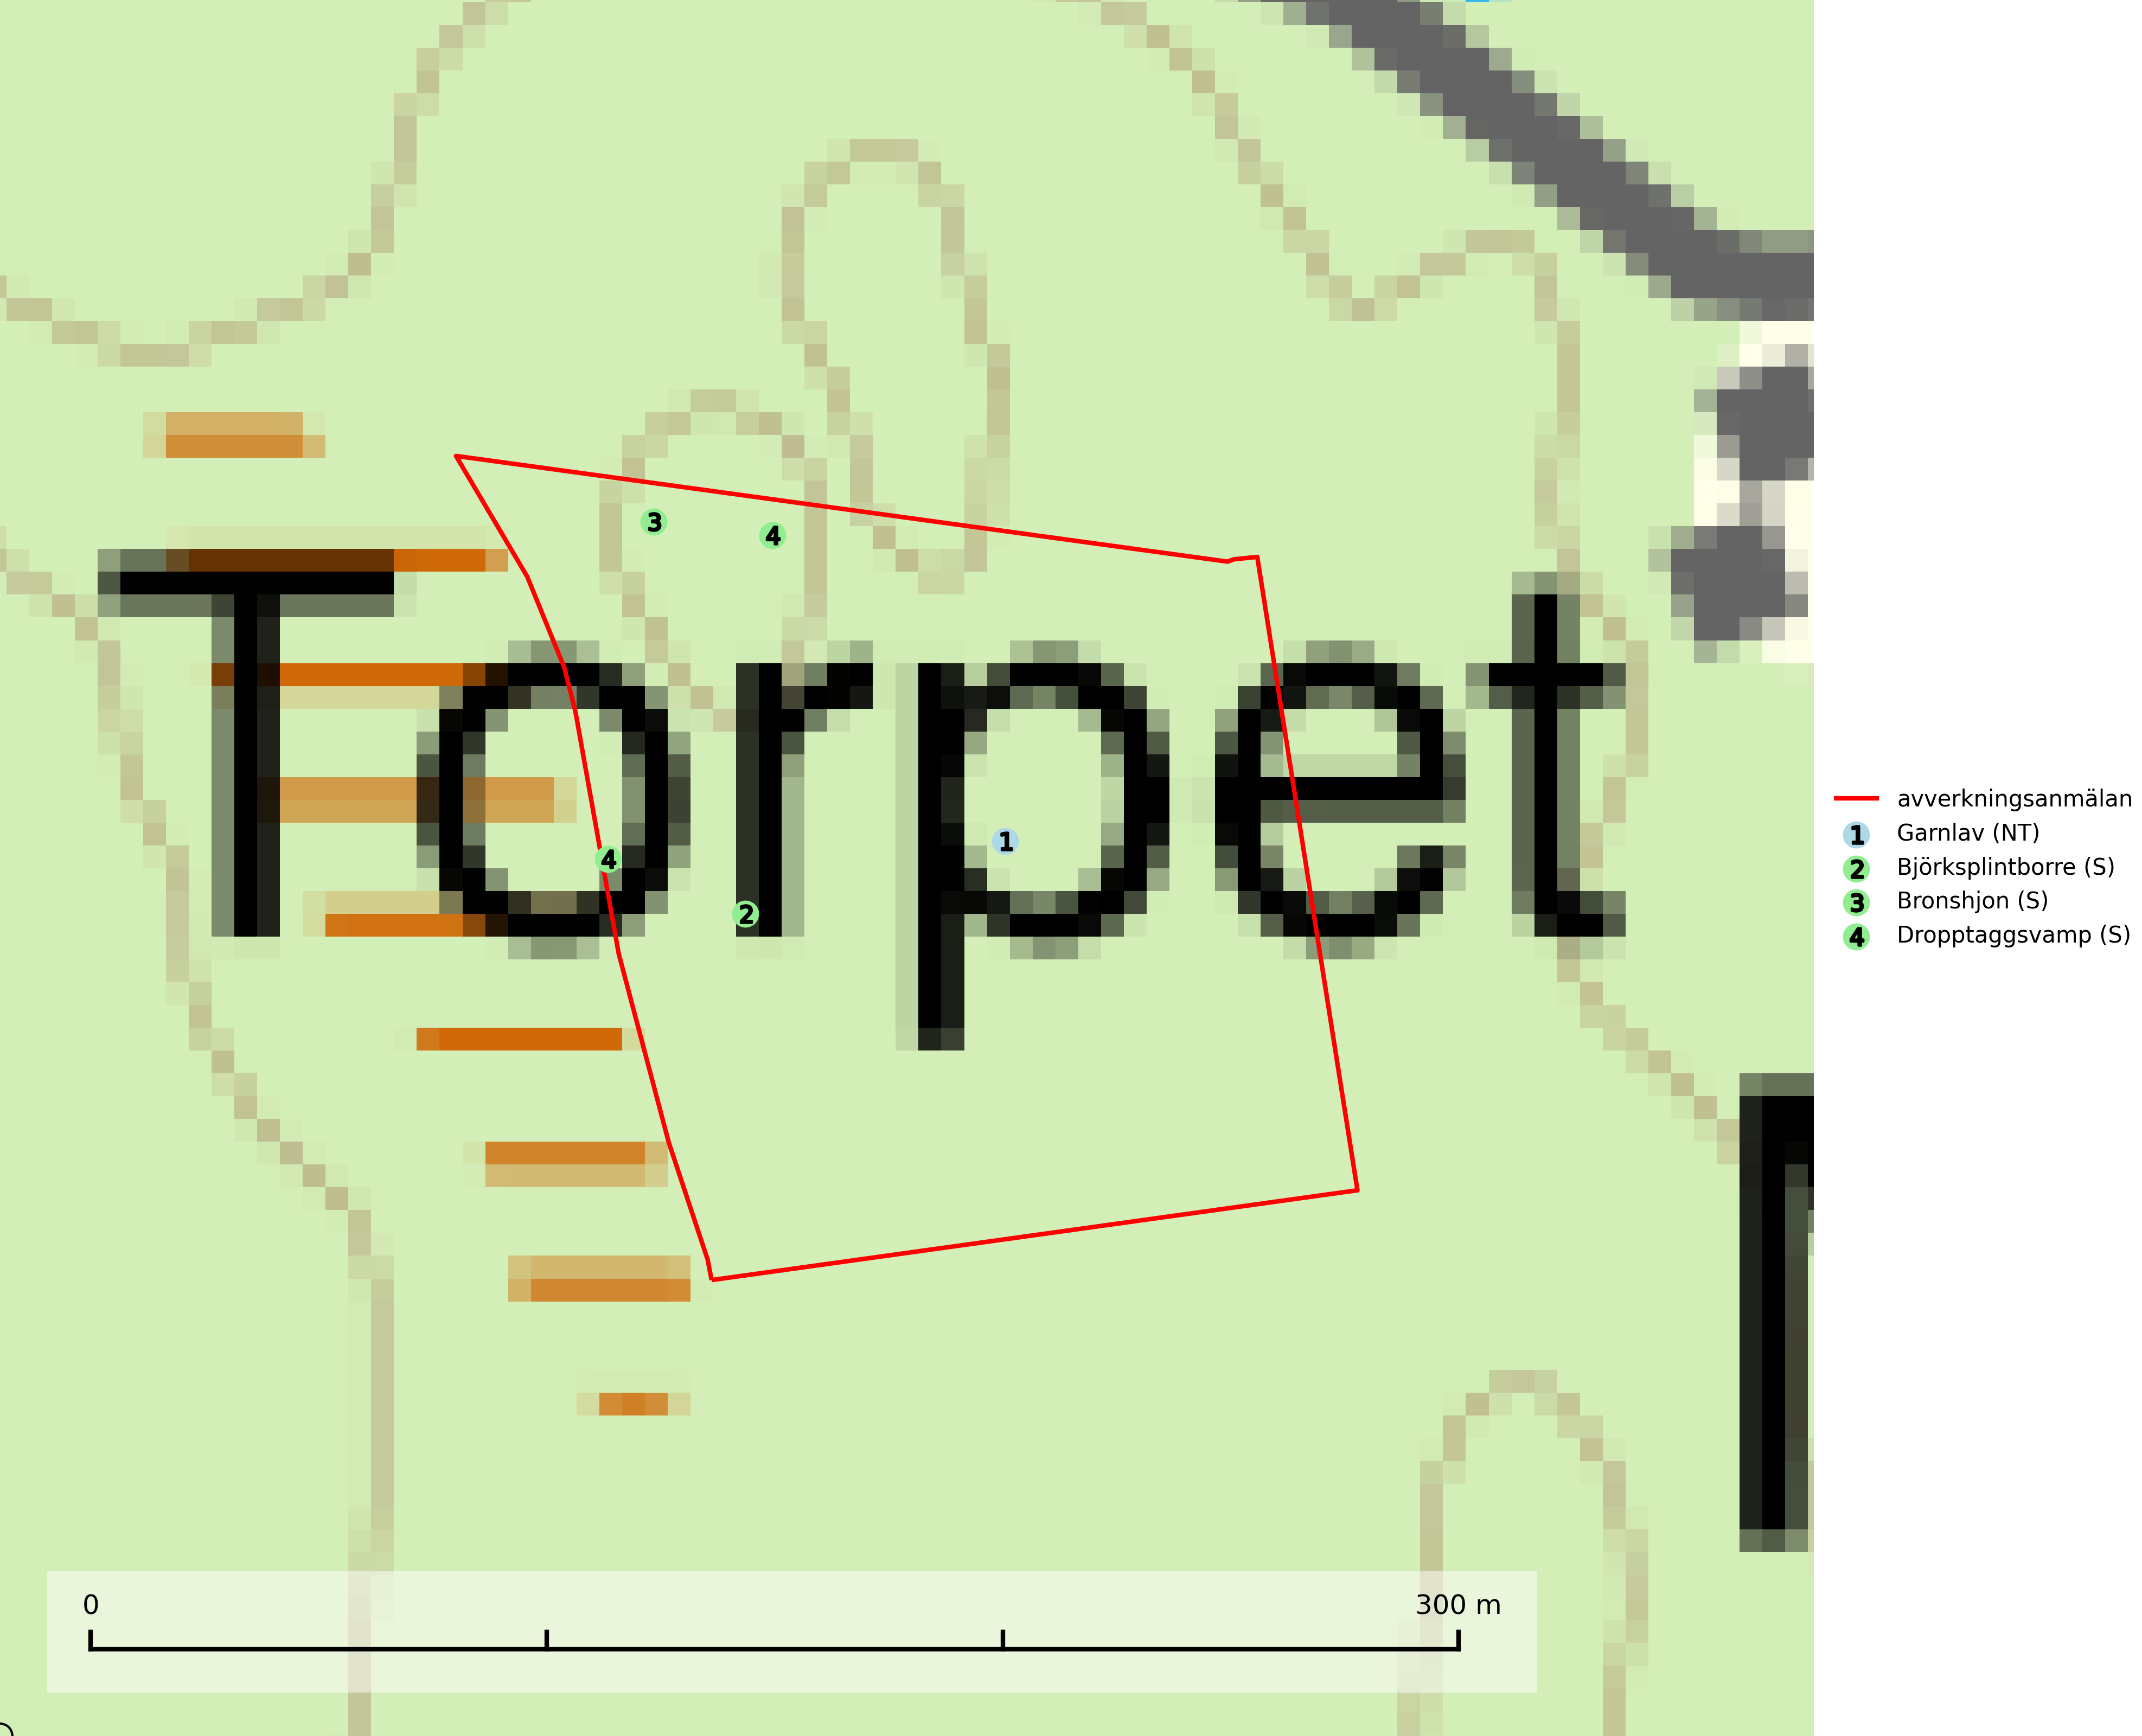 3
4
Torpet
1
4
2
0
300 m
avverkningsanmälan
1 Garnlav (NT)
2 Björksplintborre (S)
3 Bronshjon (S)
4 Dropptaggsvamp (S)